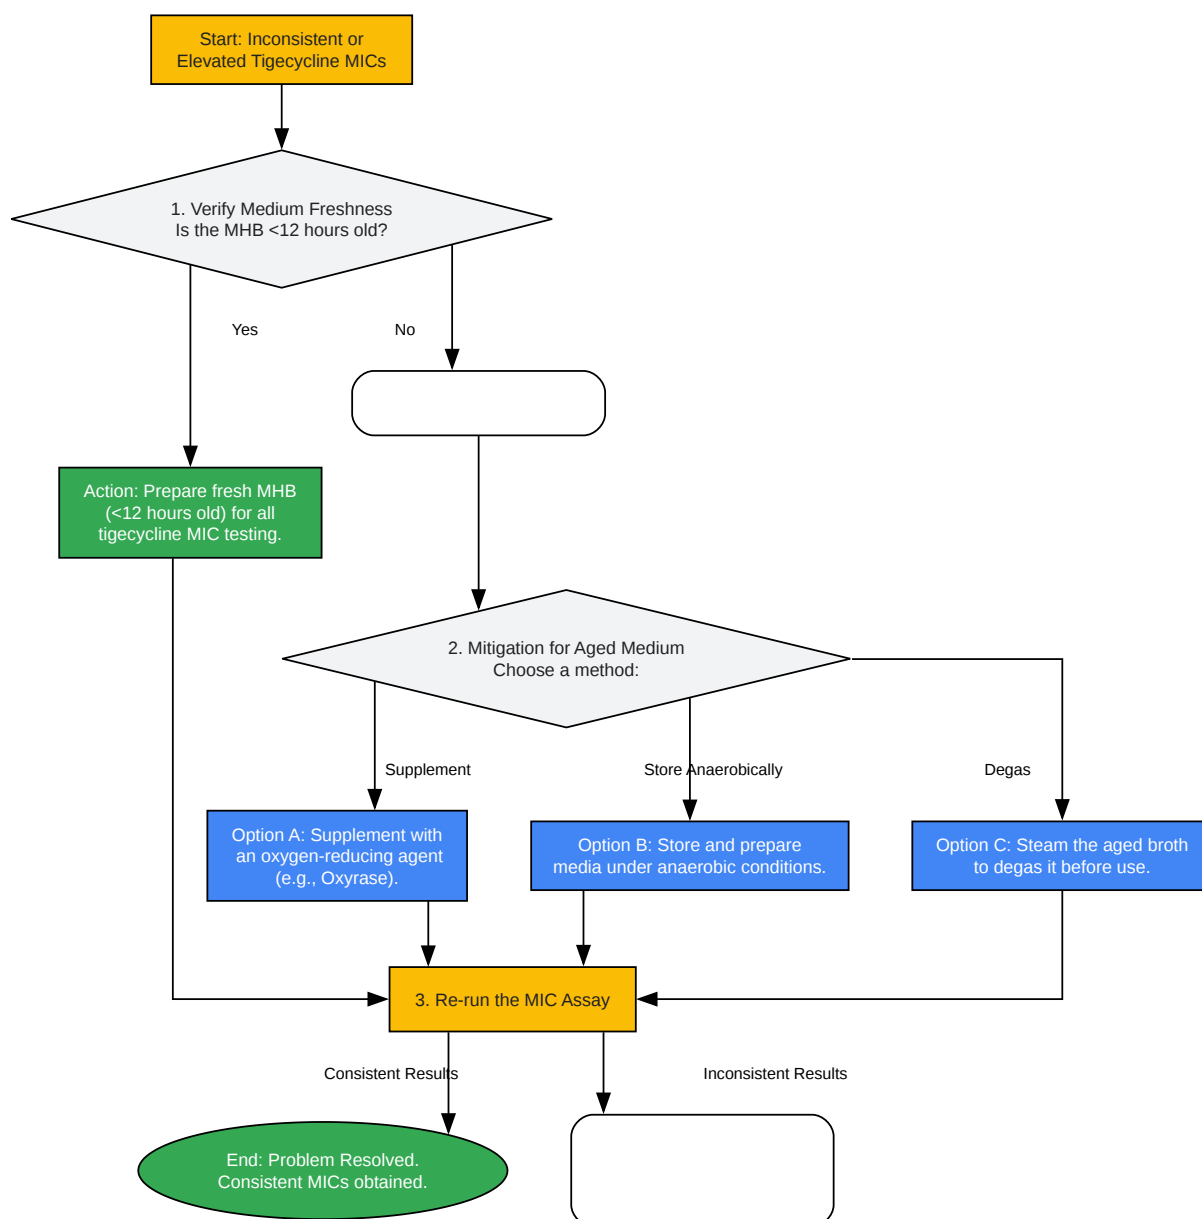 Start: Inconsistent or
Elevated Tigecycline MICs
1. Verify Medium Freshness
Is the MHB <12 hours old?
Yes
No
Action: Prepare fresh MHB
(<12 hours old) for all
tigecycline MIC testing.
2. Mitigation for Aged Medium
Choose a method:
Supplement
Store Anaerobically
Degas
Option A: Supplement with
an oxygen-reducing agent
(e.g., Oxyrase).
Option B: Store and prepare
media under anaerobic conditions.
Option C: Steam the aged broth
to degas it before use.
3. Re-run the MIC Assay
Consistent Results
Inconsistent Results
End: Problem Resolved.
Consistent MICs obtained.